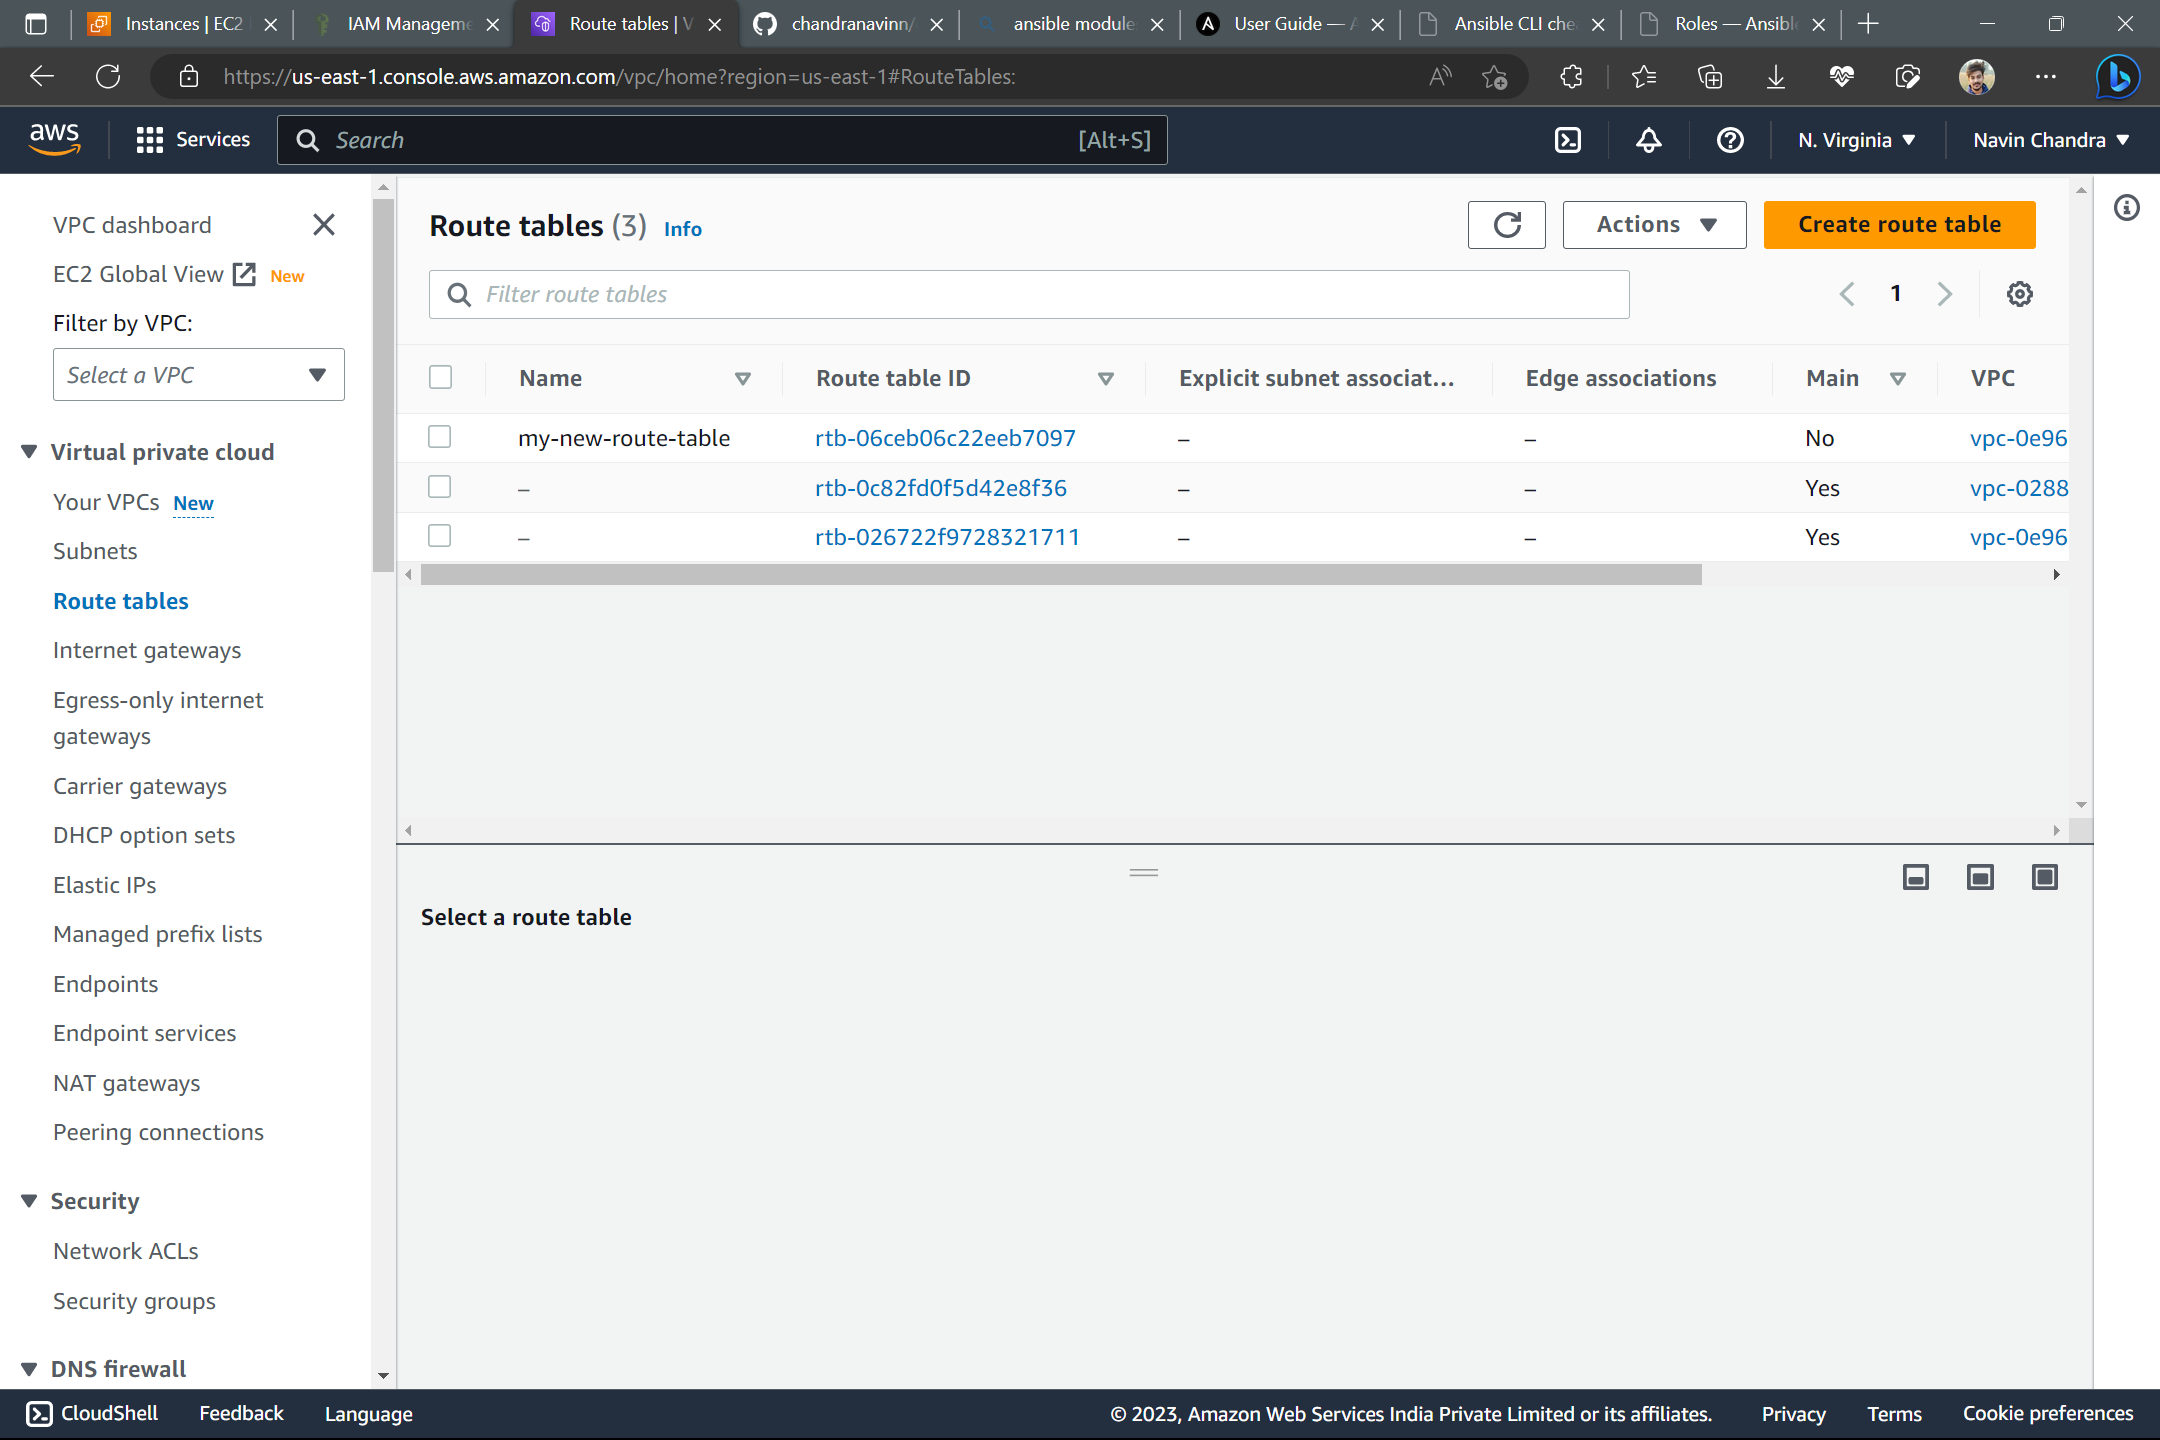 Instances | EC2
IAM Manageme
Route tables | V
chandranavinn/
ansible module
User Guide — A
Ansible CLI che
Roles — Ansibl
https://us-east-1.console.aws.amazon.com/vpc/home?region=us-east-1#RouteTables:
aws
Services
Search
[Alt+S]
N. Virginia
Navin Chandra
VPC dashboard
EC2 Global View New
Filter by VPC:
Select a VPC
Virtual private cloud
Your VPCs New
Subnets
Route tables
Internet gateways
Egress-only internet
gateways
Carrier gateways
DHCP option sets
Elastic IPs
Managed prefix lists
Endpoints
Endpoint services
NAT gateways
Peering connections
Security
Network ACLs
Security groups
DNS firewall
Route tables (3) Info
Actions
Create route table
Filter route tables
1
Name Route table ID Explicit subnet associat... Edge associations Main VPC
my-new-route-table rtb-06ceb06c22eeb7097 – – No vpc-0e96
– rtb-0c82fd0f5d42e8f36 – – Yes vpc-0288
– rtb-026722f9728321711 – – Yes vpc-0e96
Select a route table
CloudShell Feedback Language © 2023, Amazon Web Services India Private Limited or its affiliates. Privacy Terms Cookie preferences